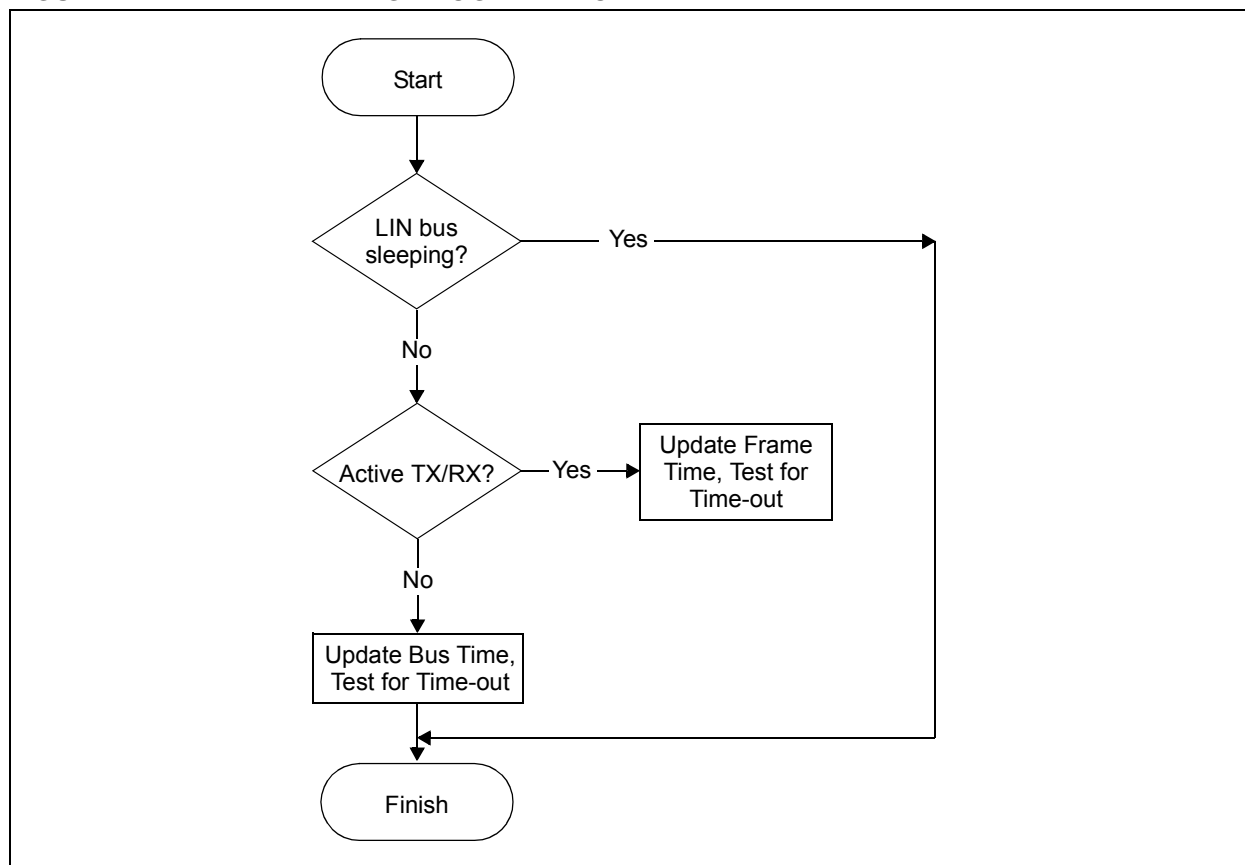 Start
LIN bus
sleeping?
Yes
No
Active TX/RX?
Yes
Update Frame
Time, Test for
Time-out
No
Update Bus Time,
Test for Time-out
Finish